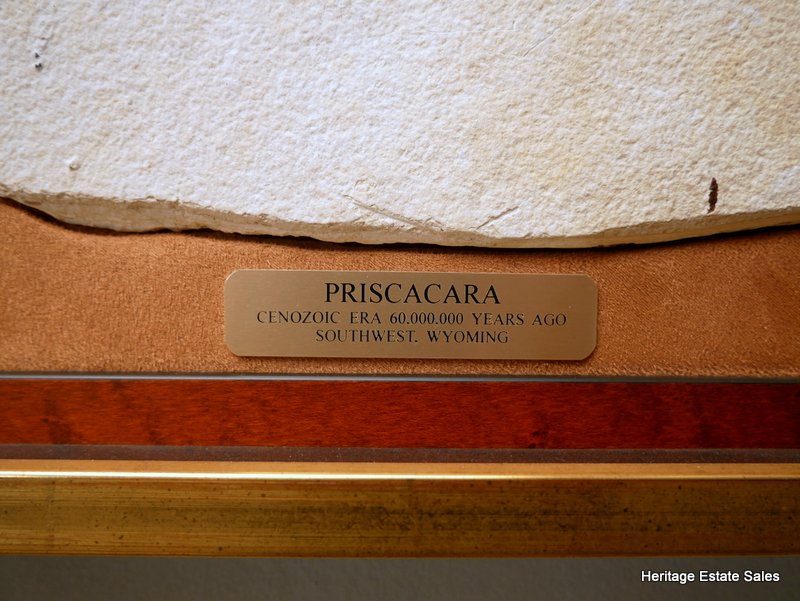 PRISCACARA
CENOZOIC ERA 60.000.000 YEARS AGO
SOUTHWEST. WYOMING
Heritage Estate Sales